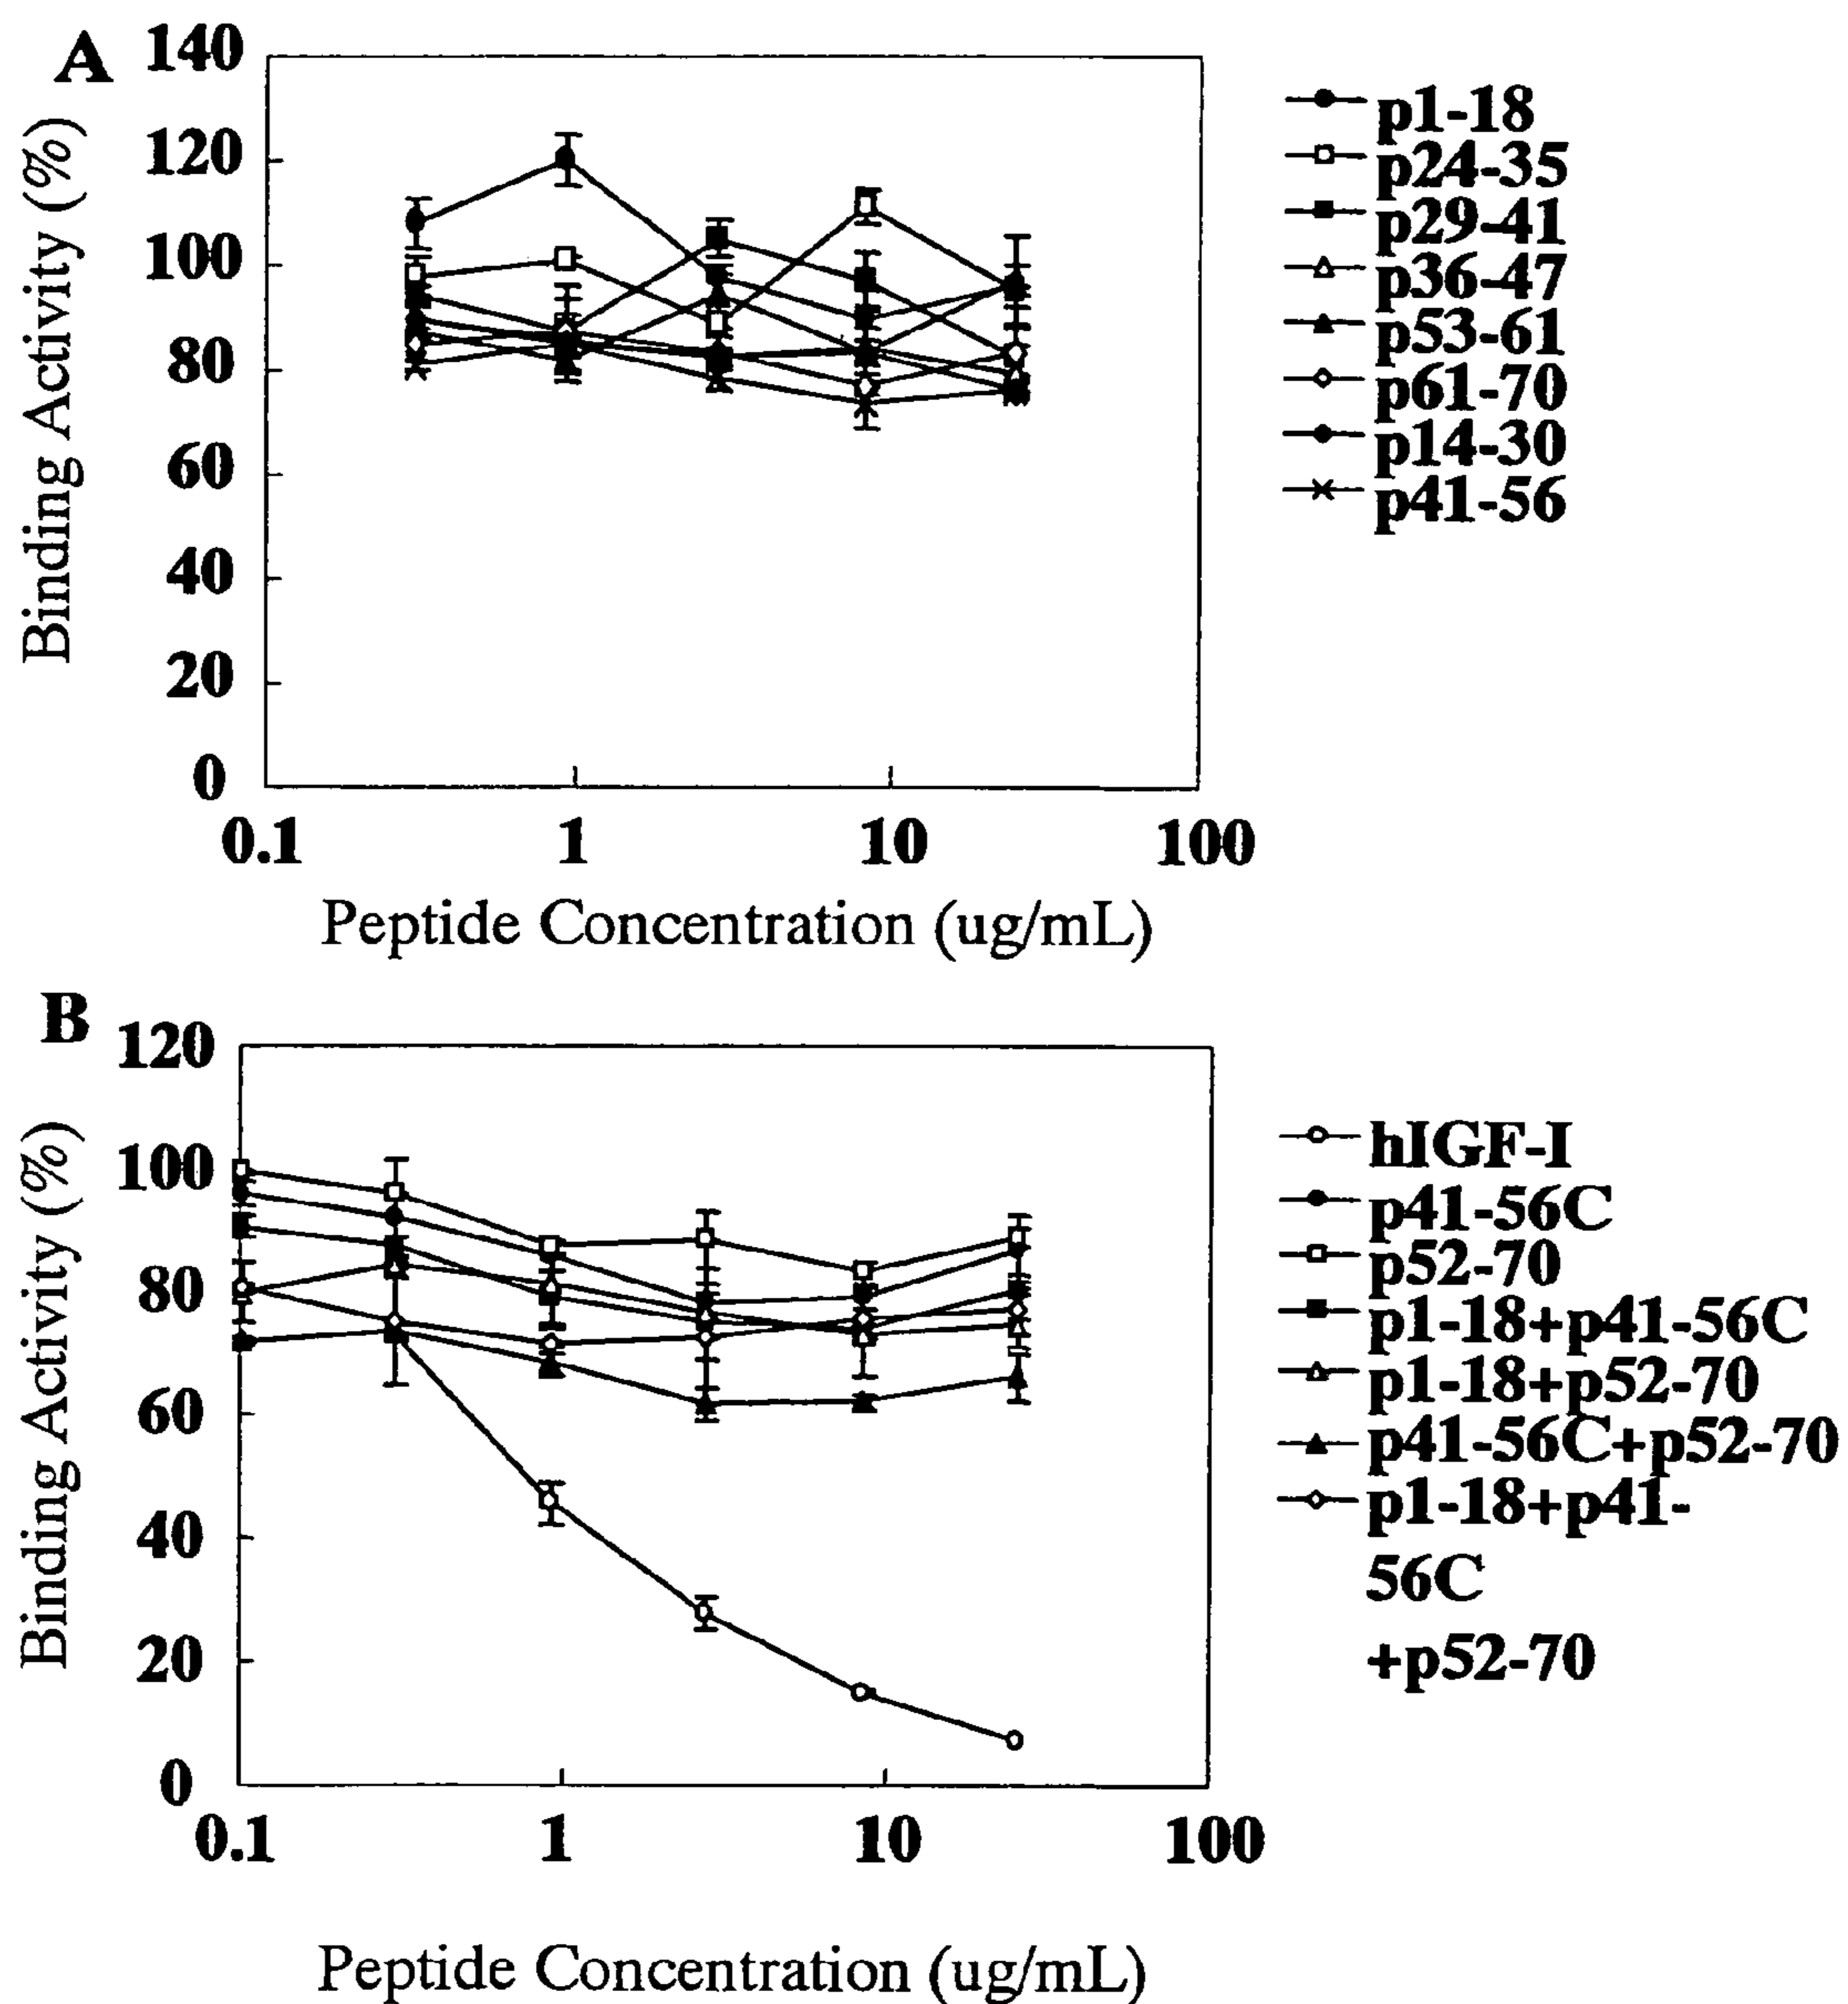 A
140
120
100
80
60
40
20
0
Binding Activity (%)
0.1 1 10 100
Peptide Concentration (ug/mL)
p1-18
p24-35
p29-41
p36-47
p53-61
p61-70
p14-30
p41-56
B
120
100
80
60
40
20
0
Binding Activity (%)
0.1 1 10 100
Peptide Concentration (ug/mL)
hIGF-I
p41-56C
p52-70
p1-18+p41-56C
p1-18+p52-70
p41-56C+p52-70
p1-18+p41-
56C
+p52-70